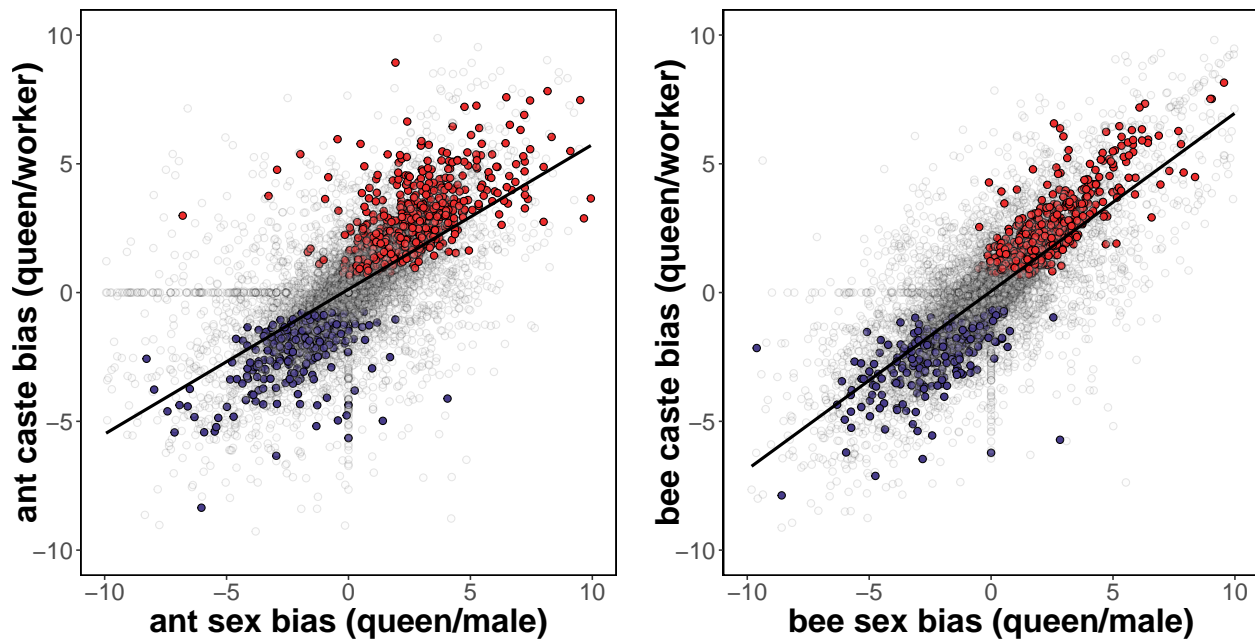 ant caste bias (queen/worker)
10
5
0
−5
−10
−10 −5 0 5 10
ant sex bias (queen/male)
bee caste bias (queen/worker)
10
5
0
−5
−10
−10 −5 0 5 10
bee sex bias (queen/male)